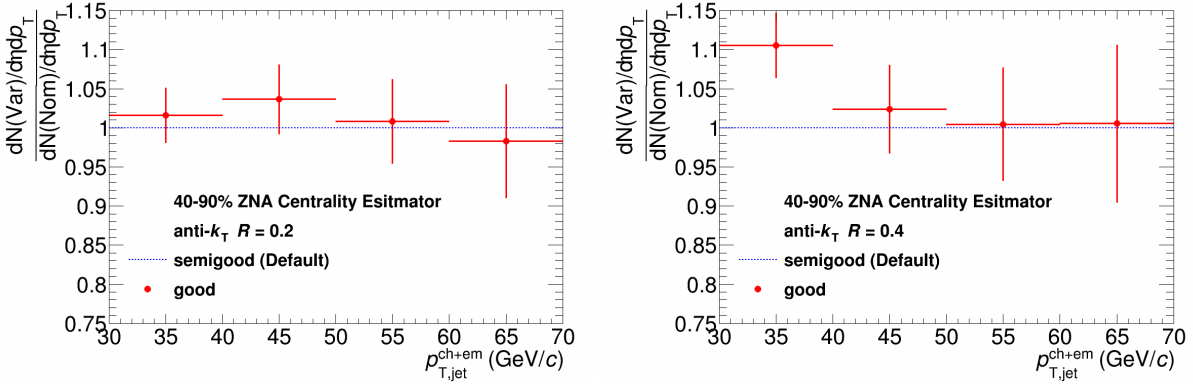 dN(Var)/dηdp_T
dN(Nom)/dηdp_T
1.15
1.1
1.05
1
0.95
0.9
0.85
0.8
0.75
40-90% ZNA Centrality Esitmator
anti-k_T R = 0.2
semigood (Default)
good
30 35 40 45 50 55 60 65 70
p_T,jet^ch+em (GeV/c)
dN(Var)/dηdp_T
dN(Nom)/dηdp_T
1.15
1.1
1.05
1
0.95
0.9
0.85
0.8
0.75
40-90% ZNA Centrality Esitmator
anti-k_T R = 0.4
semigood (Default)
good
30 35 40 45 50 55 60 65 70
p_T,jet^ch+em (GeV/c)